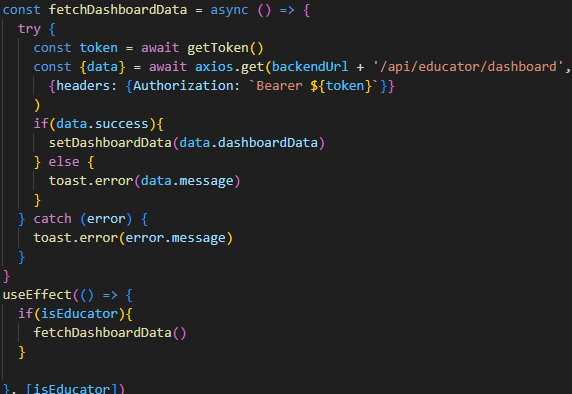 const fetchDashboardData = async () => {
  try {
    const token = await getToken()
    const {data} = await axios.get(backendUrl + '/api/educator/dashboard',
      {headers: {Authorization: `Bearer ${token}`}}
    )
    if(data.success){
      setDashboardData(data.dashboardData)
    } else {
      toast.error(data.message)
    }
  } catch (error) {
    toast.error(error.message)
  }
}
useEffect(() => {
  if(isEducator){
    fetchDashboardData()
  }

}, [isEducator])